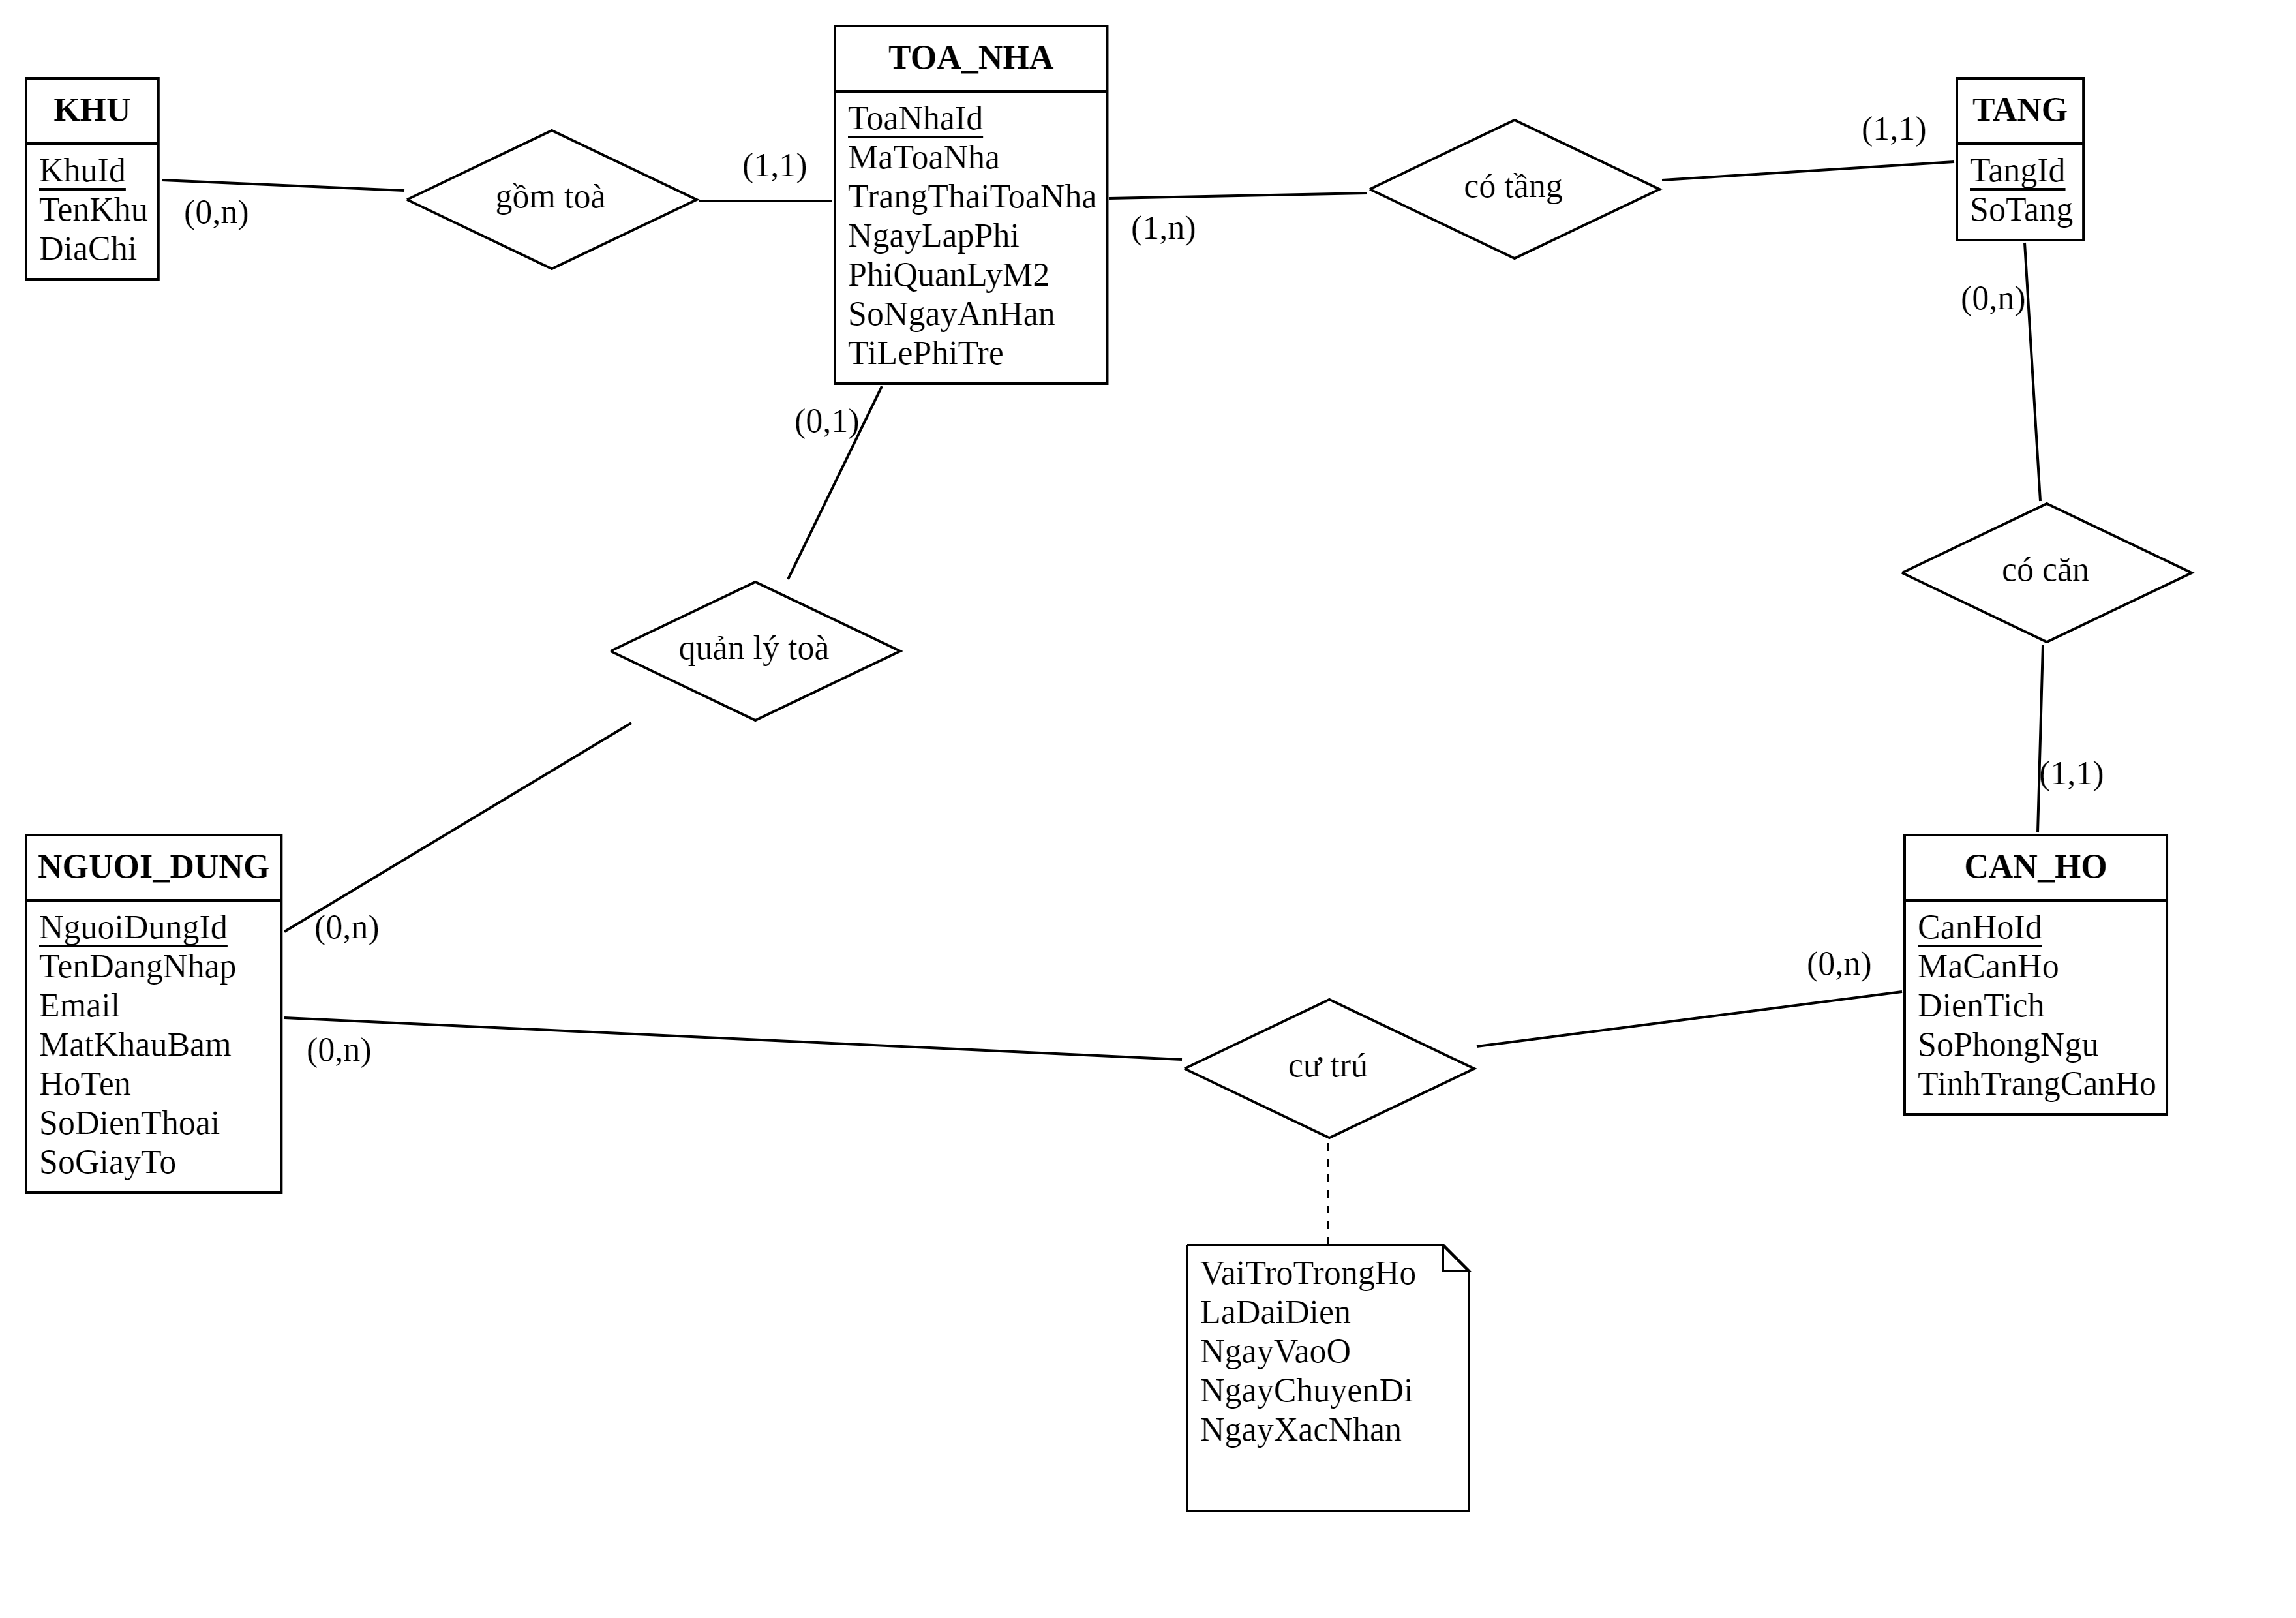 KHU
KhuId
TenKhu
DiaChi
(0,n)
gồm toà
(1,1)
TOA_NHA
ToaNhaId
MaToaNha
TrangThaiToaNha
NgayLapPhi
PhiQuanLyM2
SoNgayAnHan
TiLePhiTre
(1,n)
có tầng
(1,1)
TANG
TangId
SoTang
(0,n)
(0,1)
có căn
quản lý toà
(1,1)
NGUOI_DUNG
NguoiDungId
TenDangNhap
Email
MatKhauBam
HoTen
SoDienThoai
SoGiayTo
(0,n)
(0,n)
cư trú
(0,n)
CAN_HO
CanHoId
MaCanHo
DienTich
SoPhongNgu
TinhTrangCanHo
VaiTroTrongHo
LaDaiDien
NgayVaoO
NgayChuyenDi
NgayXacNhan